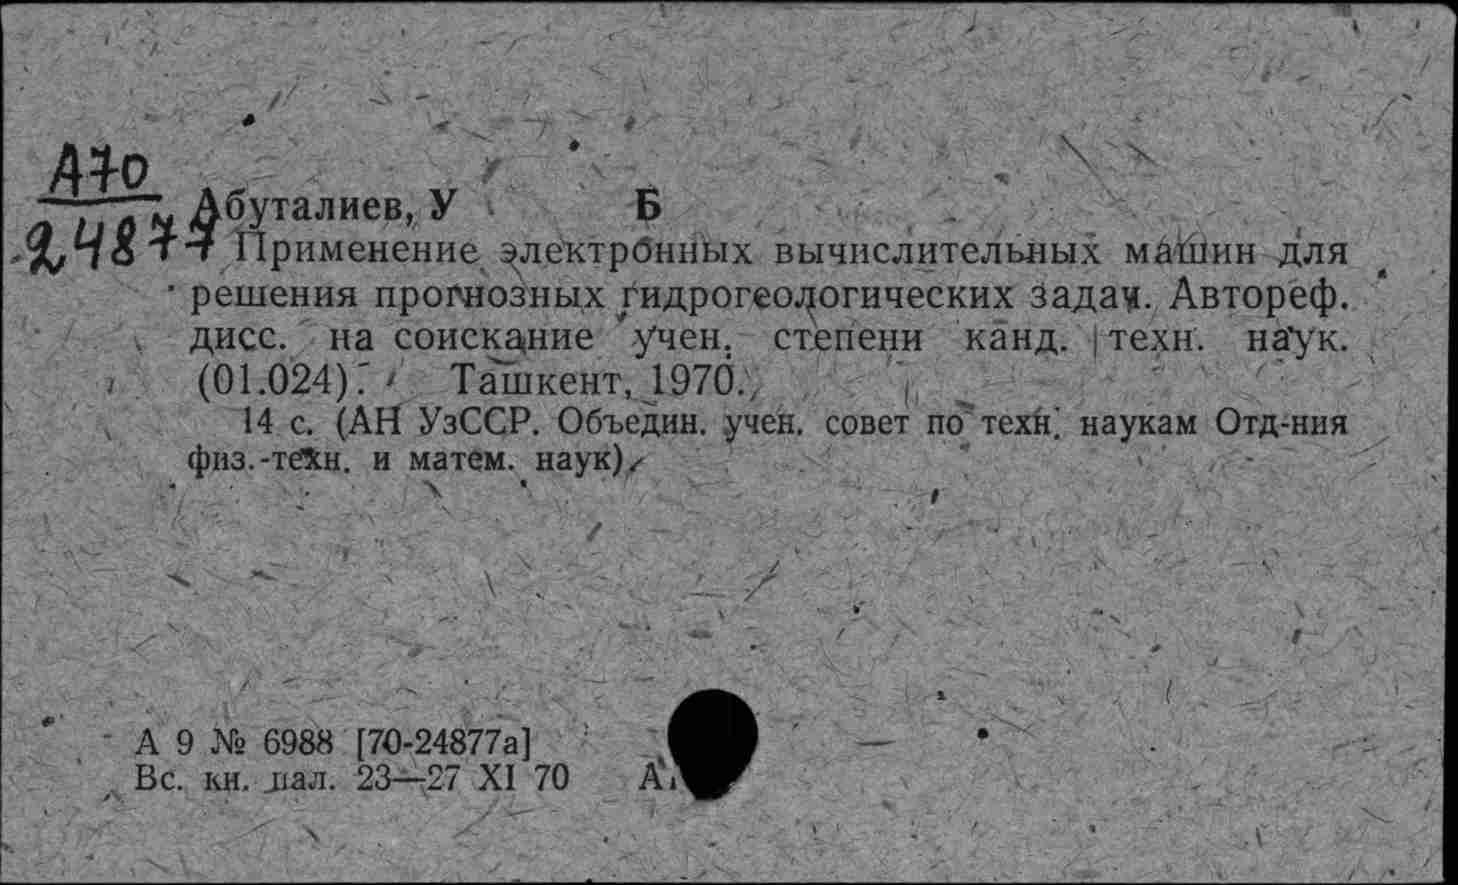 А70
24877
Абуталиев, У Б
Применение электронных вычислительных машин для
решения прогнозных гидрогеологических задач. Автореф.
дисс. на соискание учен. степени канд. техн. наук.
(01.024). Ташкент, 1970.
14 с. (АН УзССР. Объедин. учен. совет по техн. наукам Отд-ния
физ.-техн. и матем. наук).
А 9 № 6988 [70-24877а]
Вс. кн. пал. 23—27 XI 70